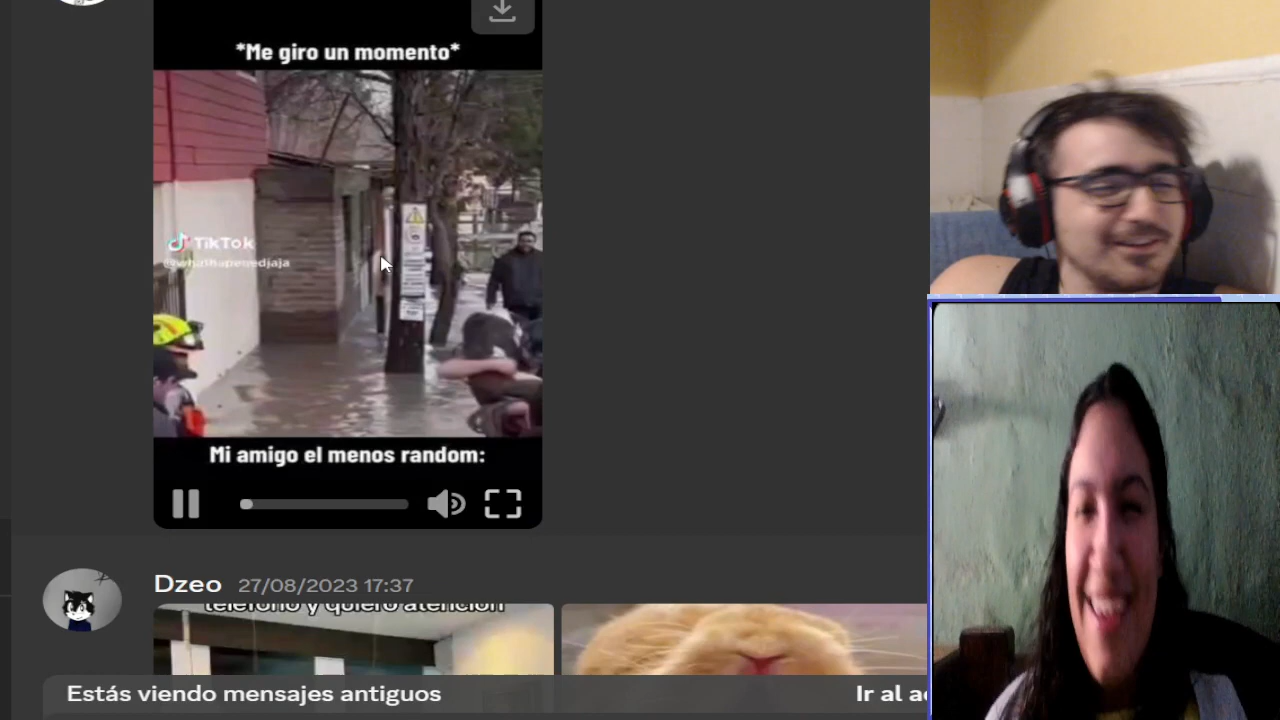 *Me giro un momento*
TikTok
@whathapenedjaja
Mi amigo el menos random:
Dzeo 27/08/2023 17:37
teléfono y quiero atención
Estás viendo mensajes antiguos
Ir al a